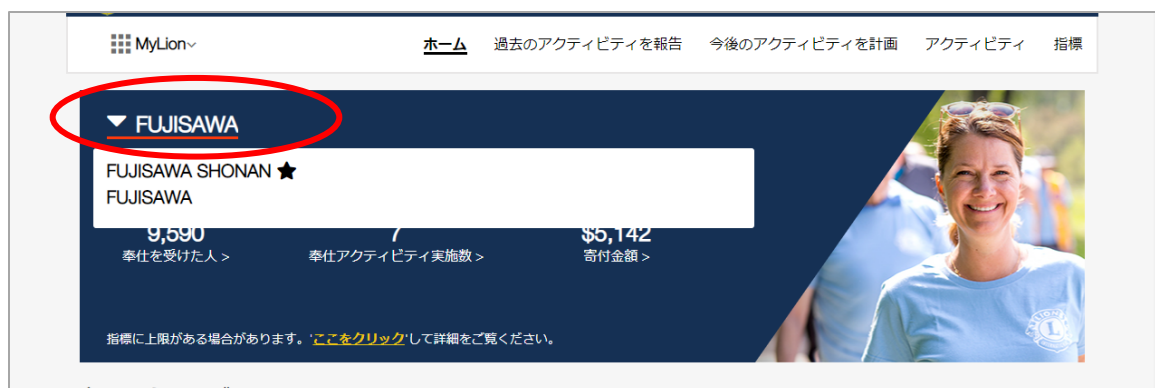 MyLion
ホーム 過去のアクティビティを報告 今後のアクティビティを計画 アクティビティ 指標
FUJISAWA
FUJISAWA SHONAN ★
FUJISAWA
9,590 7 $5,142
奉仕を受けた人 > 奉仕アクティビティ実施数 > 寄付金額 >
指標に上限がある場合があります。'ここをクリック'して詳細をご覧ください。